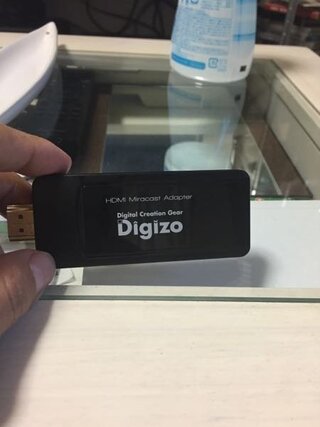 HDMI Miracast Adapter
Digital Creation Gear
Digizo